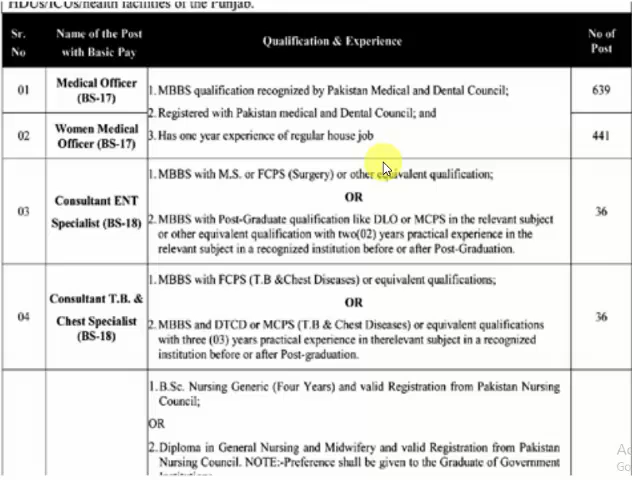 HDUs/ICUs/health facilities of the Punjab.
Sr. No
Name of the Post with Basic Pay
Qualification & Experience
No of Post
01
Medical Officer
(BS-17)
1. MBBS qualification recognized by Pakistan Medical and Dental Council;
2. Registered with Pakistan medical and Dental Council; and
3. Has one year experience of regular house job
639
02
Women Medical
Officer (BS-17)
441
03
Consultant ENT
Specialist (BS-18)
1. MBBS with M.S. or FCPS (Surgery) or other equivalent qualification;
OR
2. MBBS with Post-Graduate qualification like DLO or MCPS in the relevant subject
or other equivalent qualification with two(02) years practical experience in the
relevant subject in a recognized institution before or after Post-Graduation.
36
04
Consultant T.B. &
Chest Specialist
(BS-18)
1. MBBS with FCPS (T.B &Chest Diseases) or equivalent qualifications;
OR
2. MBBS and DTCD or MCPS (T.B & Chest Diseases) or equivalent qualifications
with three (03) years practical experience in therelevant subject in a recognized
institution before or after Post-graduation.
36
1. B.Sc. Nursing Generic (Four Years) and valid Registration from Pakistan Nursing
Council;
OR
2. Diploma in General Nursing and Midwifery and valid Registration from Pakistan
Nursing Council. NOTE:-Preference shall be given to the Graduate of Government